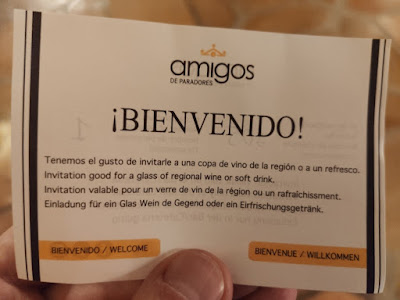 amigos
DE PARADORES
¡BIENVENIDO!
Tenemos el gusto de invitarle a una copa de vino de la región o a un refresco.
Invitation good for a glass of regional wine or soft drink.
Invitation valable pour un verre de vin de la région ou un rafraîchissment.
Einladung für ein Glas Wein de Gegend oder ein Eirfrischungsgetränk.
BIENVENIDO / WELCOME
BIENVENUE / WILLKOMMEN